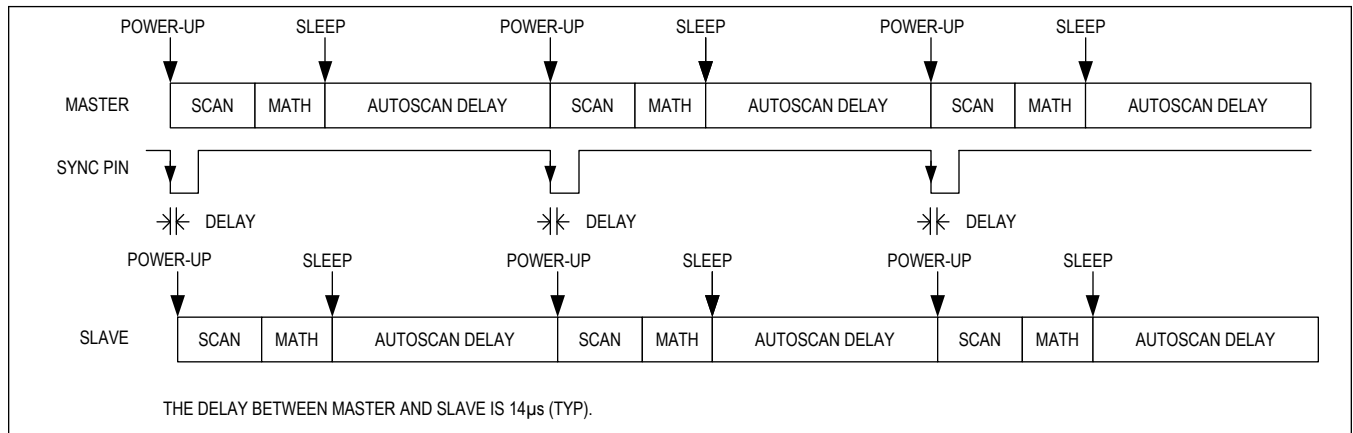 POWER-UP SLEEP POWER-UP SLEEP POWER-UP SLEEP
MASTER SCAN MATH AUTOSCAN DELAY SCAN MATH AUTOSCAN DELAY SCAN MATH AUTOSCAN DELAY
SYNC PIN
DELAY DELAY DELAY
POWER-UP SLEEP POWER-UP SLEEP POWER-UP SLEEP
SLAVE SCAN MATH AUTOSCAN DELAY SCAN MATH AUTOSCAN DELAY SCAN MATH AUTOSCAN DELAY
THE DELAY BETWEEN MASTER AND SLAVE IS 14µs (TYP).